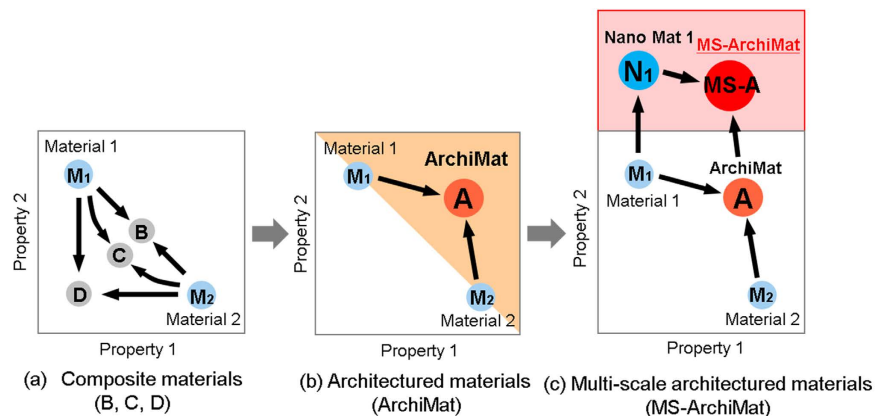 Material 1
M1
B
C
D
M2
Material 2
Property 2
Property 1
(a) Composite materials
(B, C, D)
Material 1
M1
ArchiMat
A
M2
Material 2
Property 2
Property 1
(b) Architectured materials
(ArchiMat)
Nano Mat 1
MS-ArchiMat
N1
MS-A
M1
Material 1
ArchiMat
A
M2
Material 2
Property 2
Property 1
(c) Multi-scale architectured materials
(MS-ArchiMat)